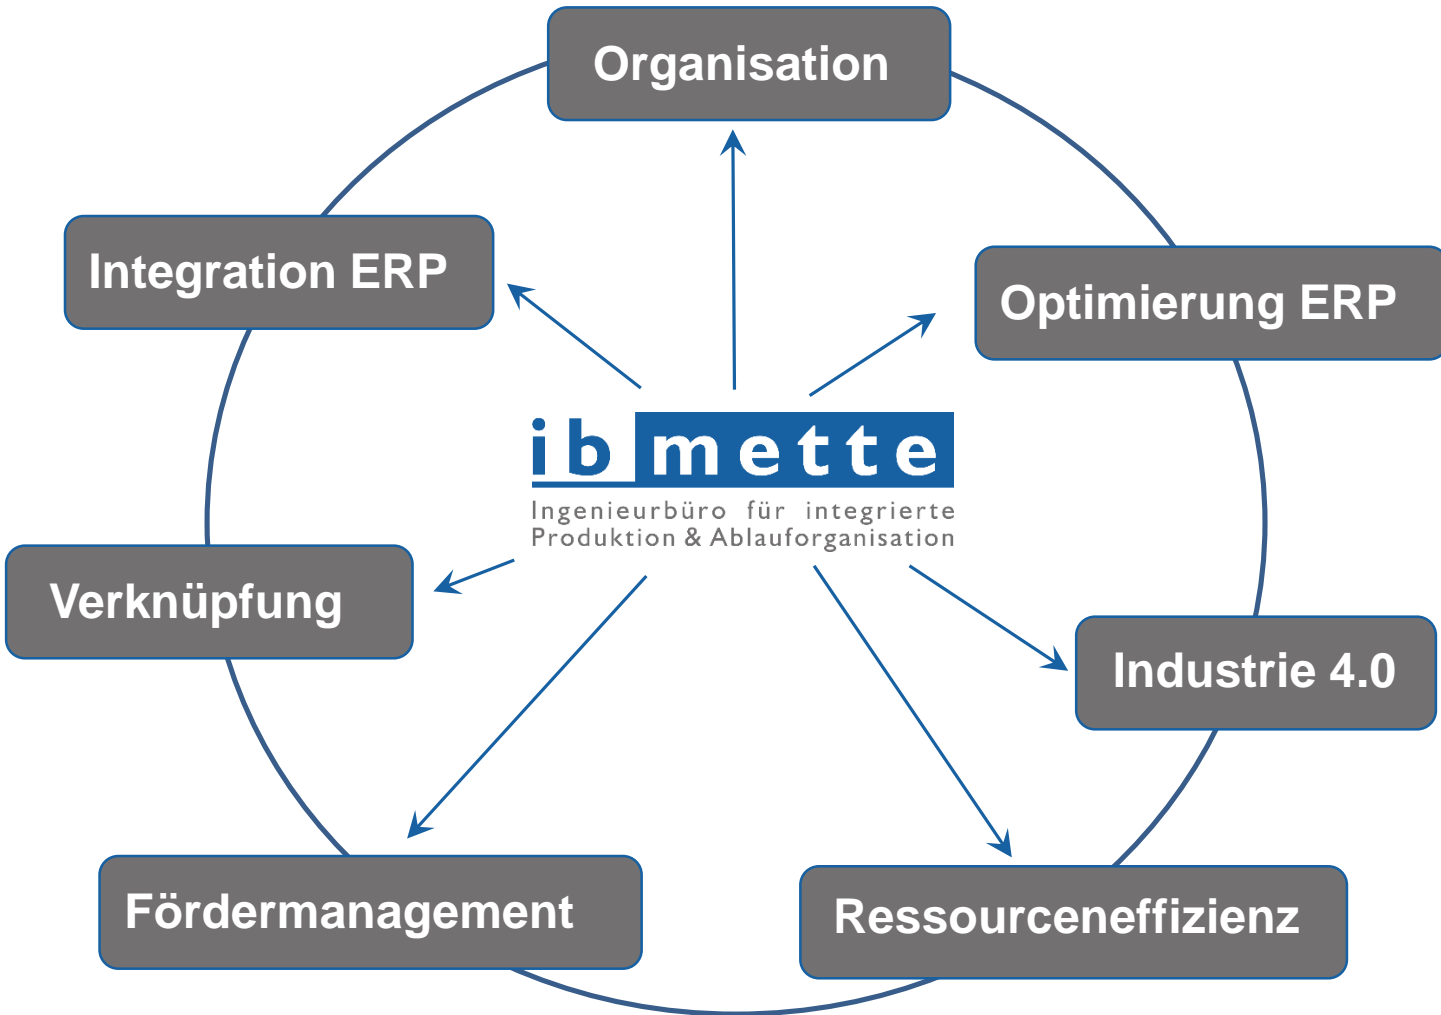 Organisation
Integration ERP
Optimierung ERP
ib mette
Ingenieurbüro für integrierte
Produktion & Ablauforganisation
Verknüpfung
Industrie 4.0
Fördermanagement
Ressourceneffizienz